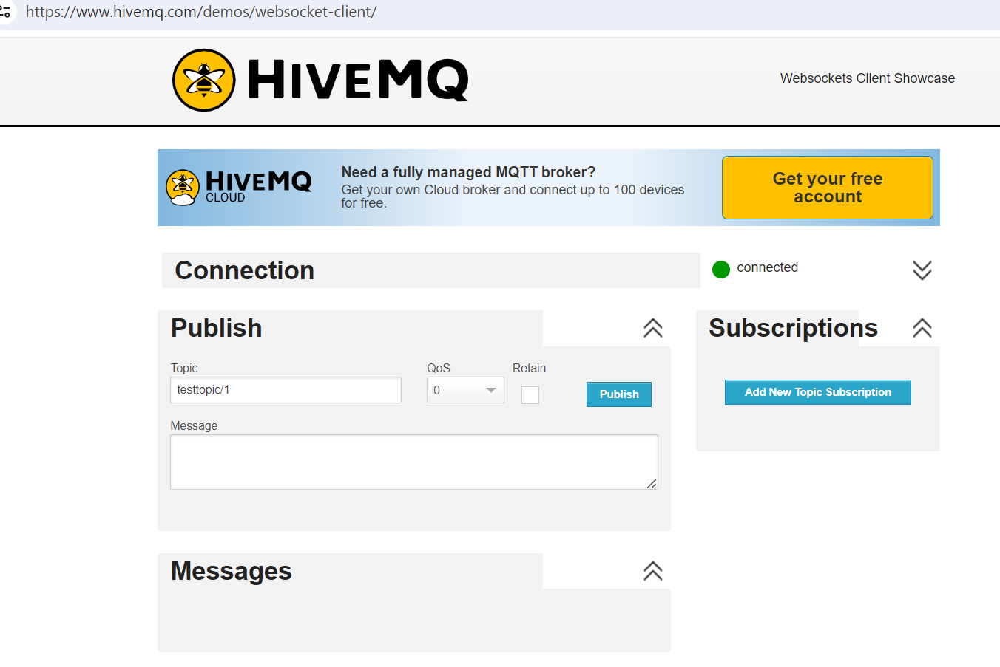 https://www.hivemq.com/demos/websocket-client/
HIVEMQ
Websockets Client Showcase
HIVEMQ
CLOUD
Need a fully managed MQTT broker?
Get your own Cloud broker and connect up to 100 devices
for free.
Get your free
account
Connection
connected
Publish
Subscriptions
Topic
QoS
Retain
testtopic/1
0
Publish
Add New Topic Subscription
Message
Messages